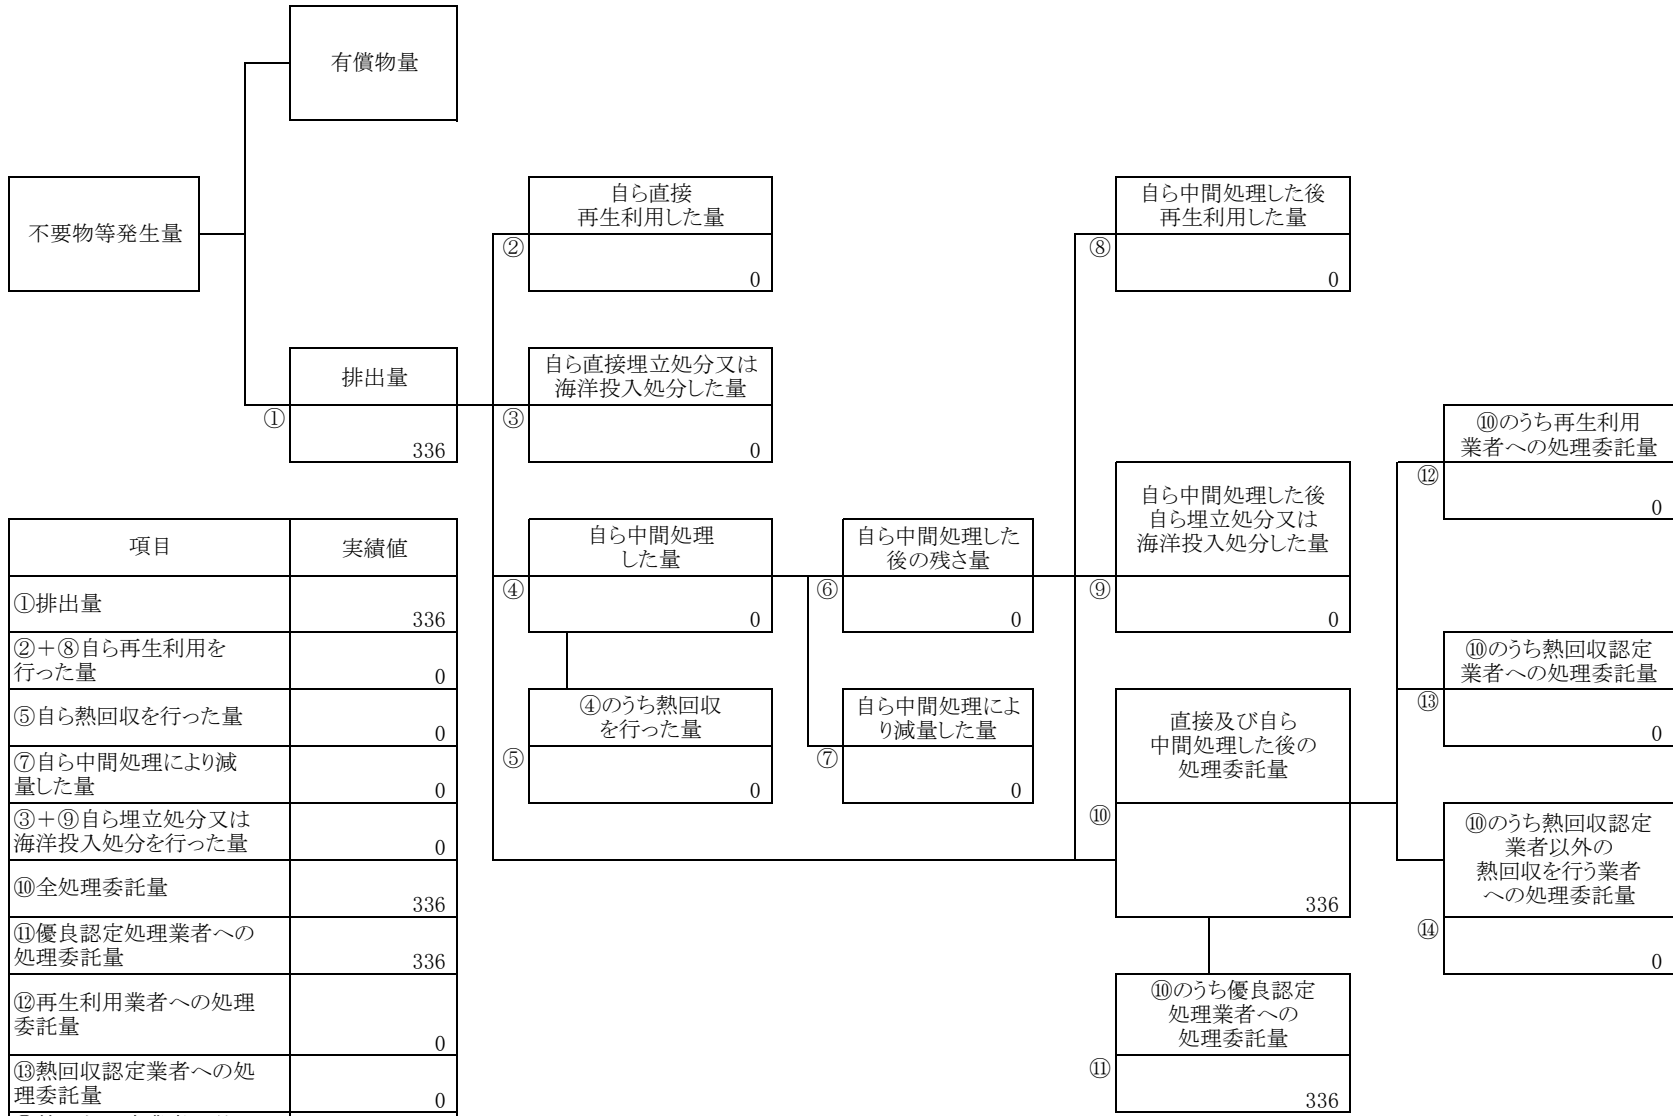 有償物量
不要物等発生量
自ら直接
再生利用した量
②
0
自ら中間処理した後
再生利用した量
⑧
0
排出量
①
336
自ら直接埋立処分又は
海洋投入処分した量
③
0
⑩のうち再生利用
業者への処理委託量
⑫
0
自ら中間処理
した量
④
0
自ら中間処理した
後の残さ量
⑥
0
自ら中間処理した後
自ら埋立処分又は
海洋投入処分した量
⑨
0
⑩のうち熱回収認定
業者への処理委託量
⑬
0
④のうち熱回収
を行った量
⑤
0
自ら中間処理によ
り減量した量
⑦
0
直接及び自ら
中間処理した後の
処理委託量
⑩
336
⑩のうち熱回収認定
業者以外の
熱回収を行う業者
への処理委託量
⑭
0
⑩のうち優良認定
処理業者への
処理委託量
⑪
336
項目 実績値
①排出量
336
②+⑧自ら再生利用を
行った量
0
⑤自ら熱回収を行った量
0
⑦自ら中間処理により減
量した量
0
③+⑨自ら埋立処分又は
海洋投入処分を行った量
0
⑩全処理委託量
336
⑪優良認定処理業者への
処理委託量
336
⑫再生利用業者への処理
委託量
0
⑬熱回収認定業者への処
理委託量
0